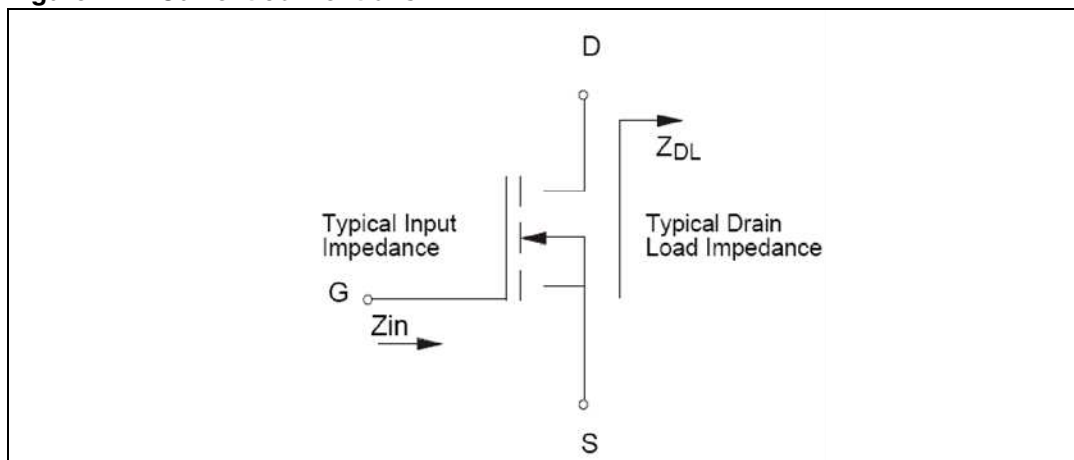 D
ZDL
Typical Input
Impedance
Typical Drain
Load Impedance
G
Zin
S